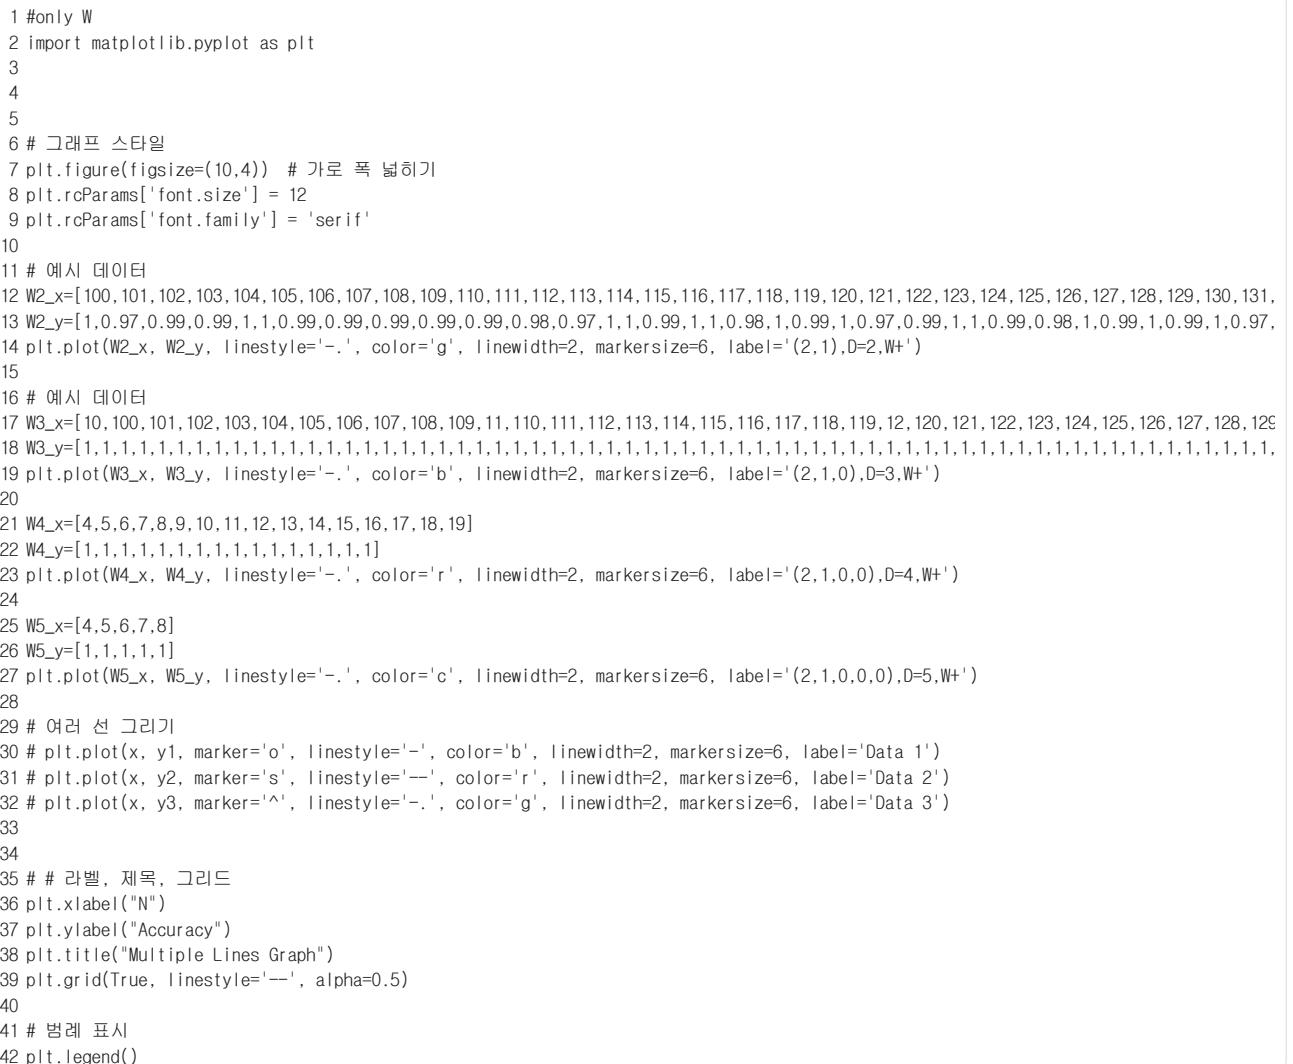 1 #only W
2 import matplotlib.pyplot as plt
3
4
5
6 # 그래프 스타일
7 plt.figure(figsize=(10,4))  # 가로 폭 넓히기
8 plt.rcParams['font.size'] = 12
9 plt.rcParams['font.family'] = 'serif'
10
11 # 예시 데이터
12 W2_x=[100,101,102,103,104,105,106,107,108,109,110,111,112,113,114,115,116,117,118,119,120,121,122,123,124,125,126,127,128,129,130,131,
13 W2_y=[1,0.97,0.99,0.99,1,1,0.99,0.99,0.99,0.99,0.99,0.98,0.97,1,1,0.99,1,1,0.98,1,0.99,1,0.97,0.99,1,1,0.99,0.98,1,0.99,1,0.99,1,0.97,
14 plt.plot(W2_x, W2_y, linestyle='-.', color='g', linewidth=2, markersize=6, label='(2,1),D=2,W+')
15
16 # 예시 데이터
17 W3_x=[10,100,101,102,103,104,105,106,107,108,109,11,110,111,112,113,114,115,116,117,118,119,12,120,121,122,123,124,125,126,127,128,129
18 W3_y=[1,1,1,1,1,1,1,1,1,1,1,1,1,1,1,1,1,1,1,1,1,1,1,1,1,1,1,1,1,1,1,1,1,1,1,1,1,1,1,1,1,1,1,1,1,1,1,1,1,1,1,1,1,1,1,1,1,1,1,1,1,1,1,1,
19 plt.plot(W3_x, W3_y, linestyle='-.', color='b', linewidth=2, markersize=6, label='(2,1,0),D=3,W+')
20
21 W4_x=[4,5,6,7,8,9,10,11,12,13,14,15,16,17,18,19]
22 W4_y=[1,1,1,1,1,1,1,1,1,1,1,1,1,1,1,1]
23 plt.plot(W4_x, W4_y, linestyle='-.', color='r', linewidth=2, markersize=6, label='(2,1,0,0),D=4,W+')
24
25 W5_x=[4,5,6,7,8]
26 W5_y=[1,1,1,1,1]
27 plt.plot(W5_x, W5_y, linestyle='-.', color='c', linewidth=2, markersize=6, label='(2,1,0,0,0),D=5,W+')
28
29 # 여러 선 그리기
30 # plt.plot(x, y1, marker='o', linestyle='-', color='b', linewidth=2, markersize=6, label='Data 1')
31 # plt.plot(x, y2, marker='s', linestyle='--', color='r', linewidth=2, markersize=6, label='Data 2')
32 # plt.plot(x, y3, marker='^', linestyle='-.', color='g', linewidth=2, markersize=6, label='Data 3')
33
34
35 # # 라벨, 제목, 그리드
36 plt.xlabel("N")
37 plt.ylabel("Accuracy")
38 plt.title("Multiple Lines Graph")
39 plt.grid(True, linestyle='--', alpha=0.5)
40
41 # 범례 표시
42 plt.legend()